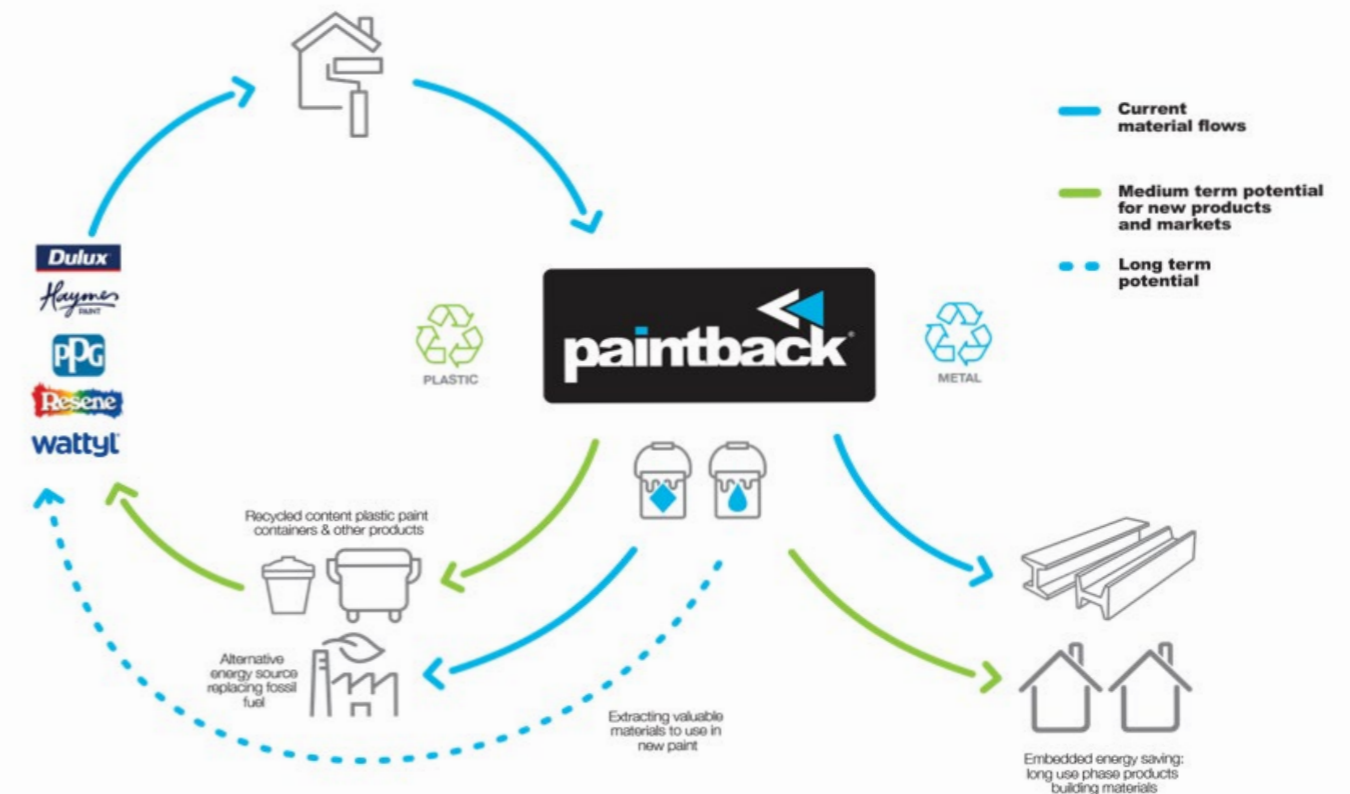 Current
material flows
Medium term potential
for new products
and markets
Long term
potential
Dulux
Haymes
PAINT
PPG
Resene
wattyl
PLASTIC
paintback®
METAL
Recycled content plastic paint
containers & other products
Alternative
energy source
replacing fossil
fuel
Extracting valuable
materials to use in
new paint
Embedded energy saving:
long use phase products
building materials